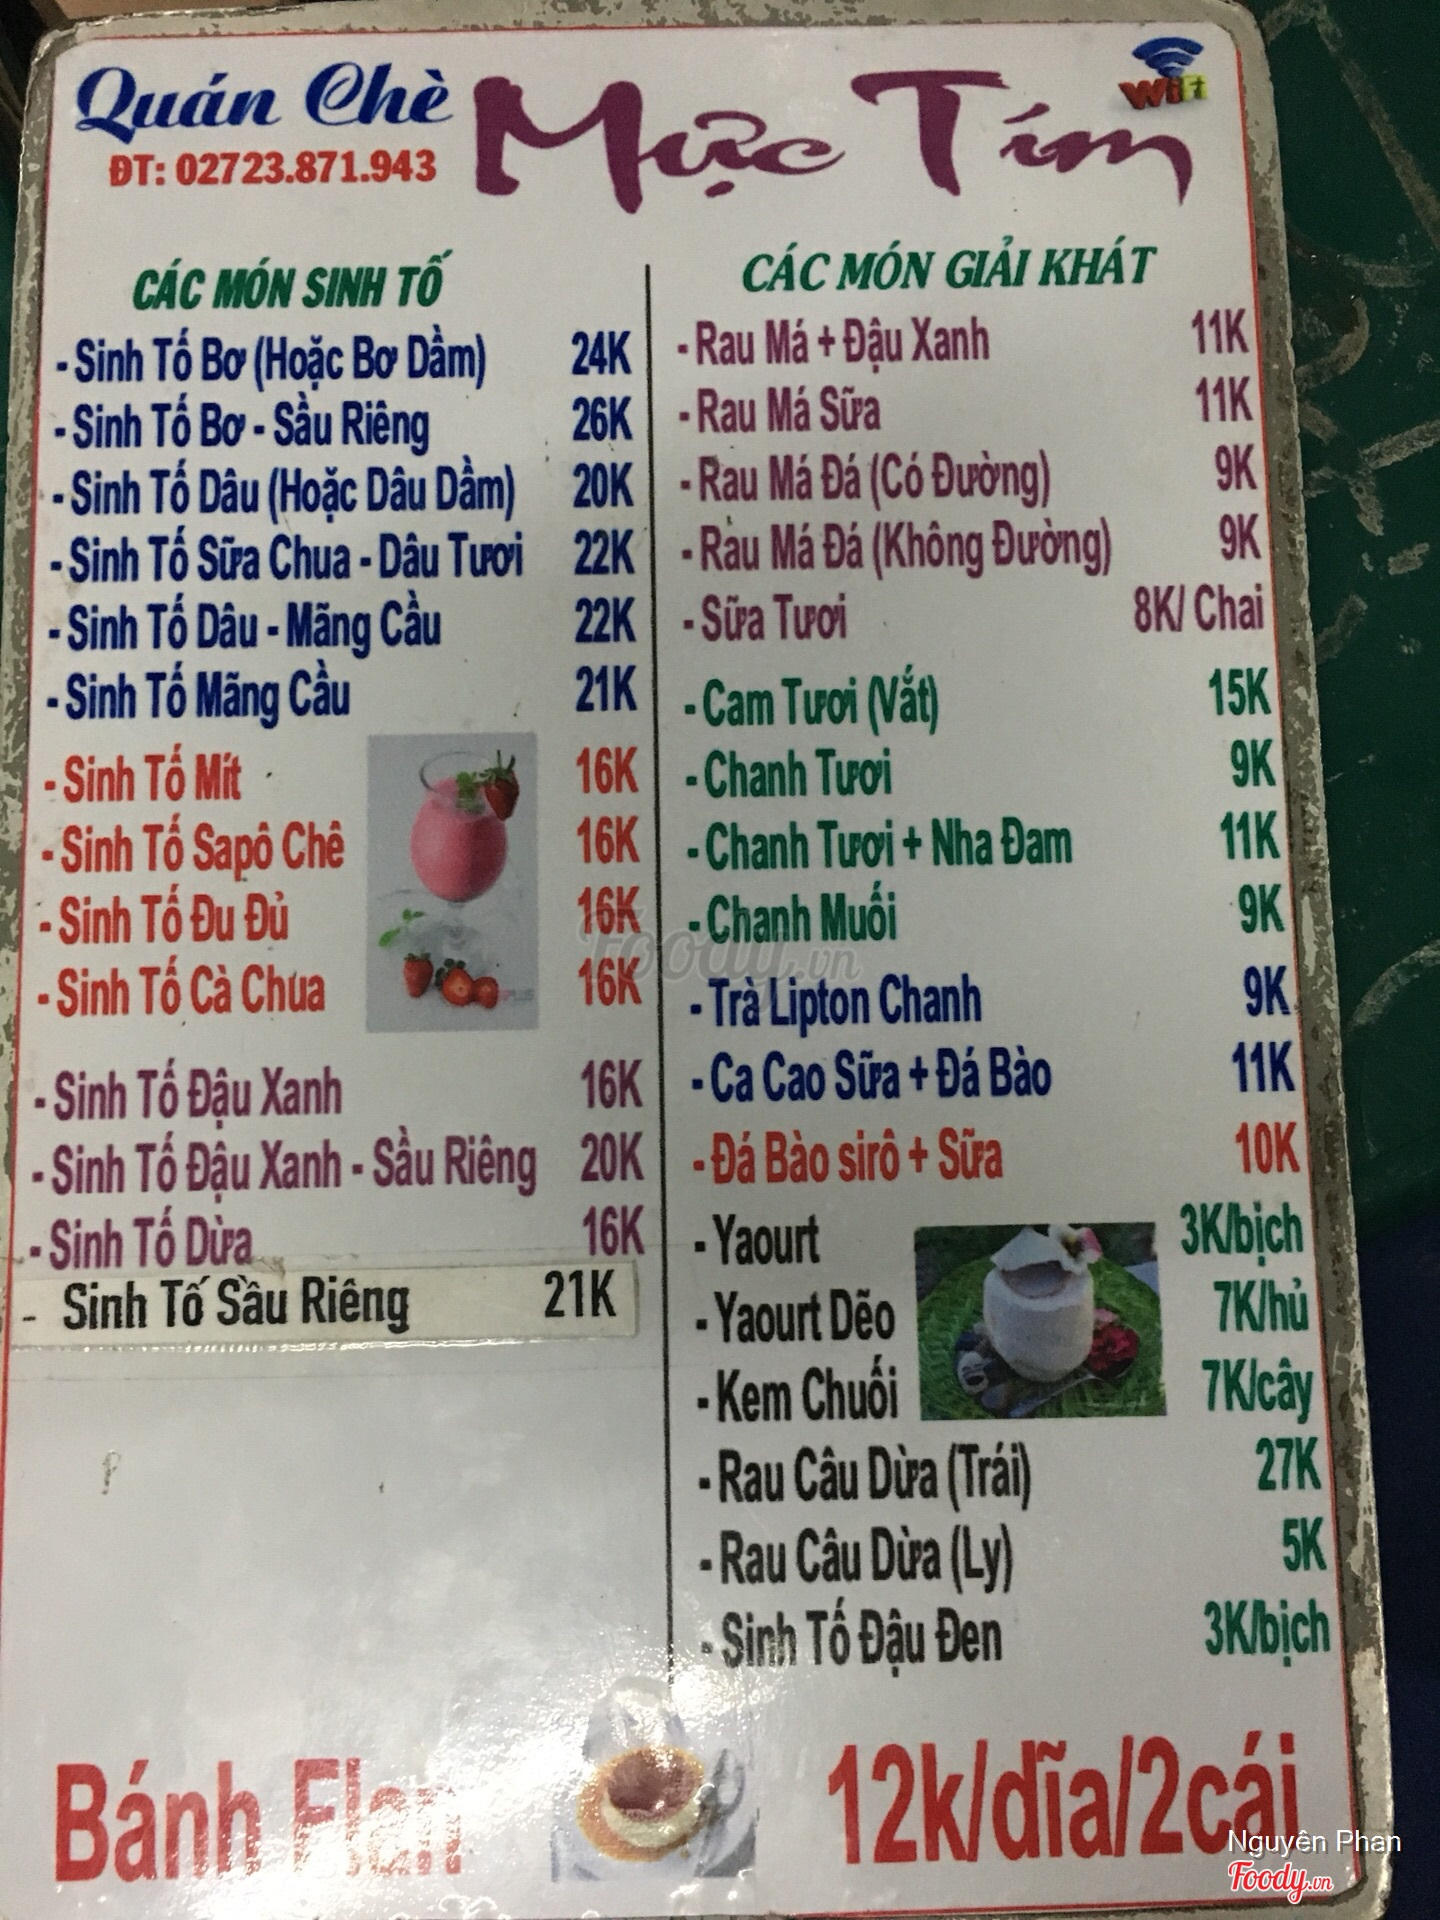 Quán Chè Mực Tím
WiFi
ĐT: 02723.871.943
CÁC MÓN SINH TỐ
- Sinh Tố Bơ (Hoặc Bơ Dầm) 24K
- Sinh Tố Bơ - Sầu Riêng 26K
- Sinh Tố Dâu (Hoặc Dâu Dầm) 20K
- Sinh Tố Sữa Chua - Dâu Tươi 22K
- Sinh Tố Dâu - Mãng Cầu 22K
- Sinh Tố Mãng Cầu 21K
- Sinh Tố Mít 16K
- Sinh Tố Sapô Chê 16K
- Sinh Tố Đu Đủ 16K
- Sinh Tố Cà Chua 16K
- Sinh Tố Đậu Xanh 16K
- Sinh Tố Đậu Xanh - Sầu Riêng 20K
- Sinh Tố Dừa 16K
- Sinh Tố Sầu Riêng 21K
CÁC MÓN GIẢI KHÁT
- Rau Má + Đậu Xanh 11K
- Rau Má Sữa 11K
- Rau Má Đá (Có Đường) 9K
- Rau Má Đá (Không Đường) 9K
- Sữa Tươi 8K/ Chai
- Cam Tươi (Vắt) 15K
- Chanh Tươi 9K
- Chanh Tươi + Nha Đam 11K
- Chanh Muối 9K
- Trà Lipton Chanh 9K
- Ca Cao Sữa + Đá Bào 11K
- Đá Bào sirô + Sữa 10K
- Yaourt 3K/bịch
- Yaourt Dẽo 7K/hủ
- Kem Chuối 7K/cây
- Rau Câu Dừa (Trái) 27K
- Rau Câu Dừa (Ly) 5K
- Sinh Tố Đậu Đen 3K/bịch
Bánh Flan 12k/dĩa/2cái
Foody.vn
Nguyên Phan
Foody.vn